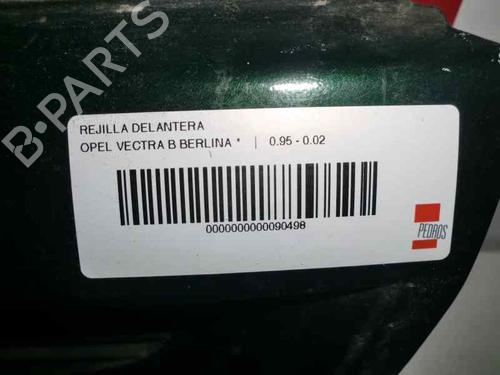 REJILLA DELANTERA
OPEL VECTRA B BERLINA * | 0.95 - 0.02
0000000000090498
PEDROS
B-PARTS